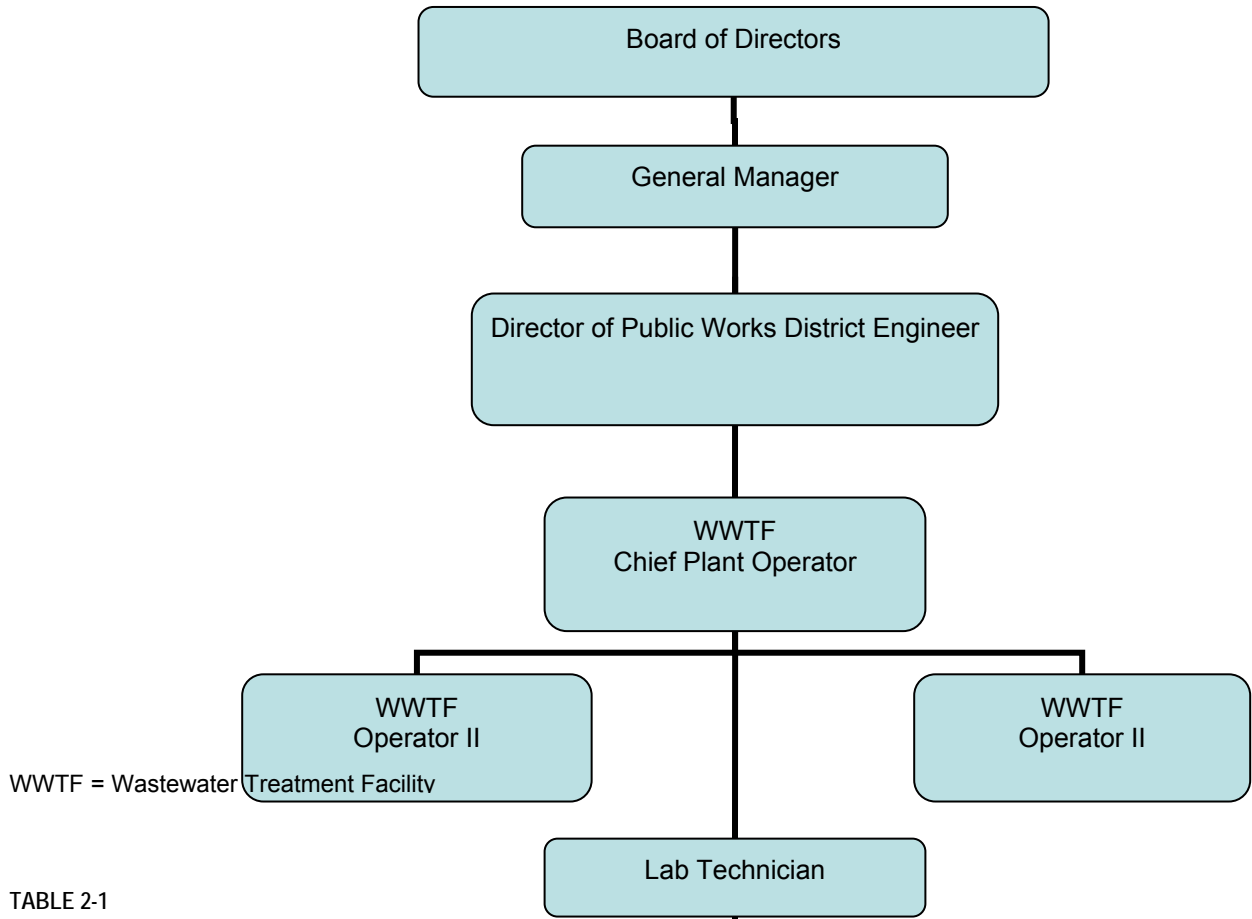 Board of Directors
General Manager
Director of Public Works District Engineer
WWTF
Chief Plant Operator
WWTF
Operator II
WWTF
Operator II
WWTF = Wastewater Treatment Facility
Lab Technician
TABLE 2-1